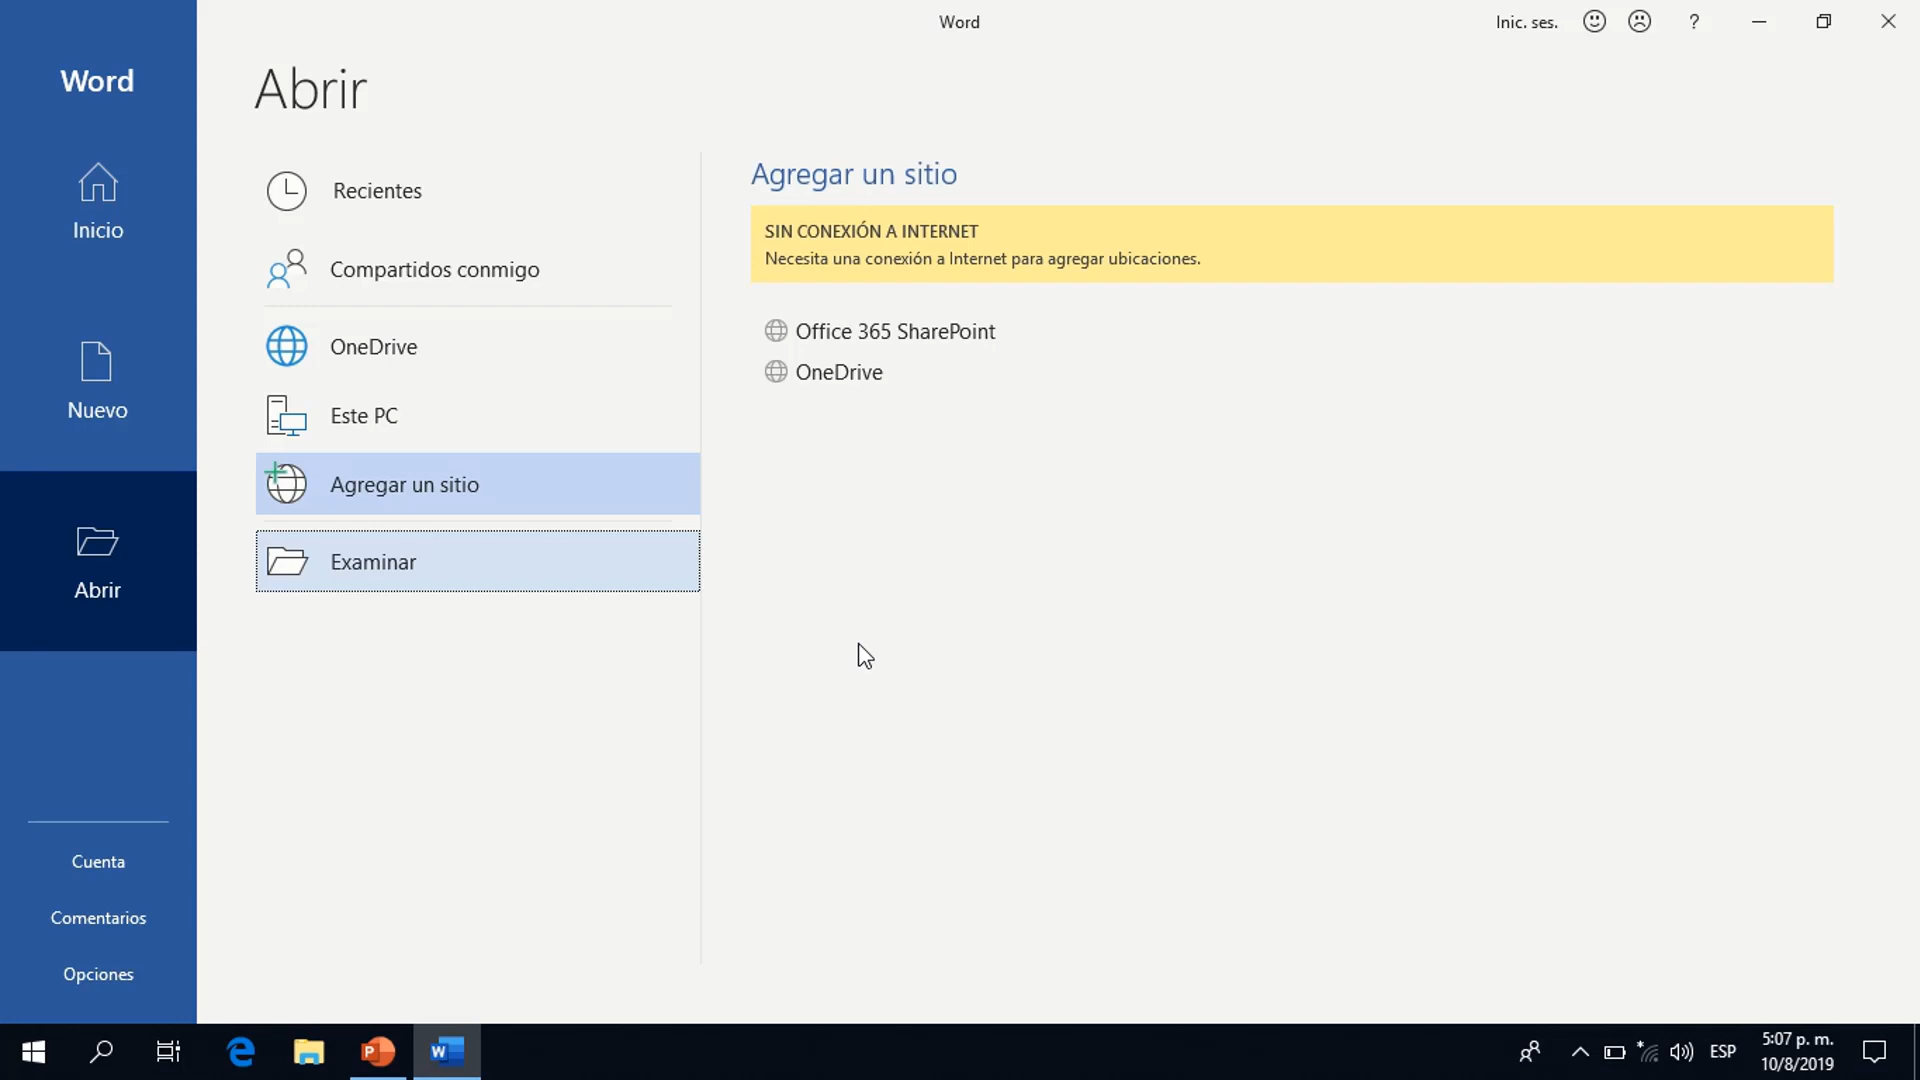 Word
Inic. ses.
?
Word
Inicio
Nuevo
Abrir
Cuenta
Comentarios
Opciones
Abrir
Recientes
Compartidos conmigo
OneDrive
Este PC
Agregar un sitio
Examinar
Agregar un sitio
SIN CONEXIÓN A INTERNET
Necesita una conexión a Internet para agregar ubicaciones.
Office 365 SharePoint
OneDrive
ESP
5:07 p. m.
10/8/2019